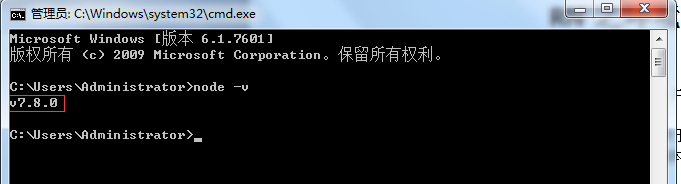 管理员: C:\Windows\system32\cmd.exe
Microsoft Windows [版本 6.1.7601]
版权所有 (c) 2009 Microsoft Corporation。保留所有权利。
C:\Users\Administrator>node -v
v7.8.0
C:\Users\Administrator>